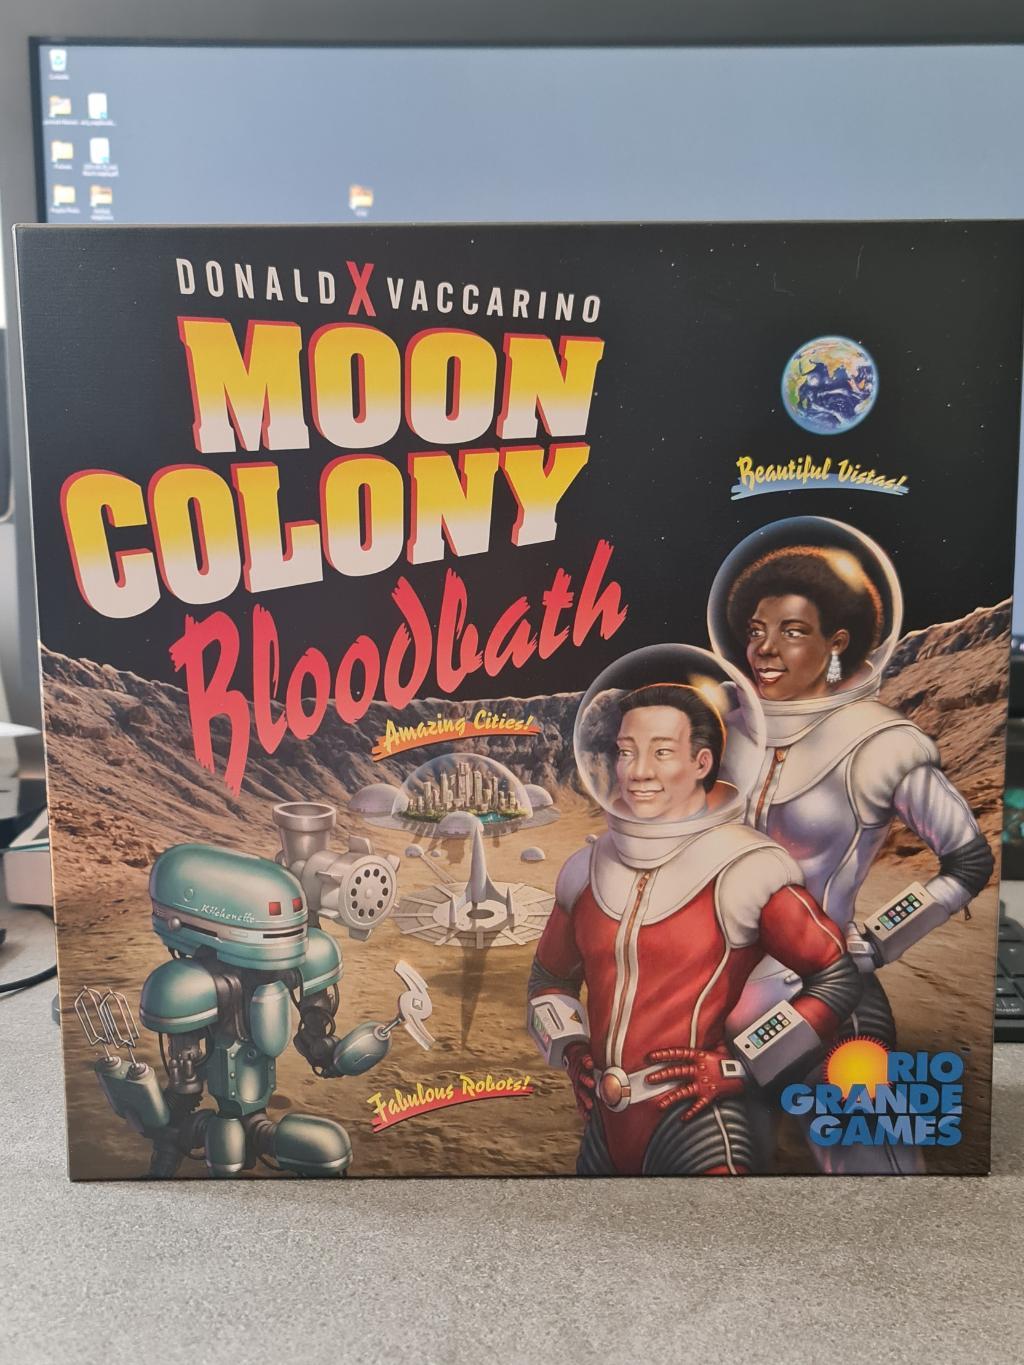 DONALD X VACCARINO
MOON
COLONY
Bloodbath
Beautiful Vistas!
Amazing Cities!
Kitchenette
Fabulous Robots!
RIO
GRANDE
GAMES